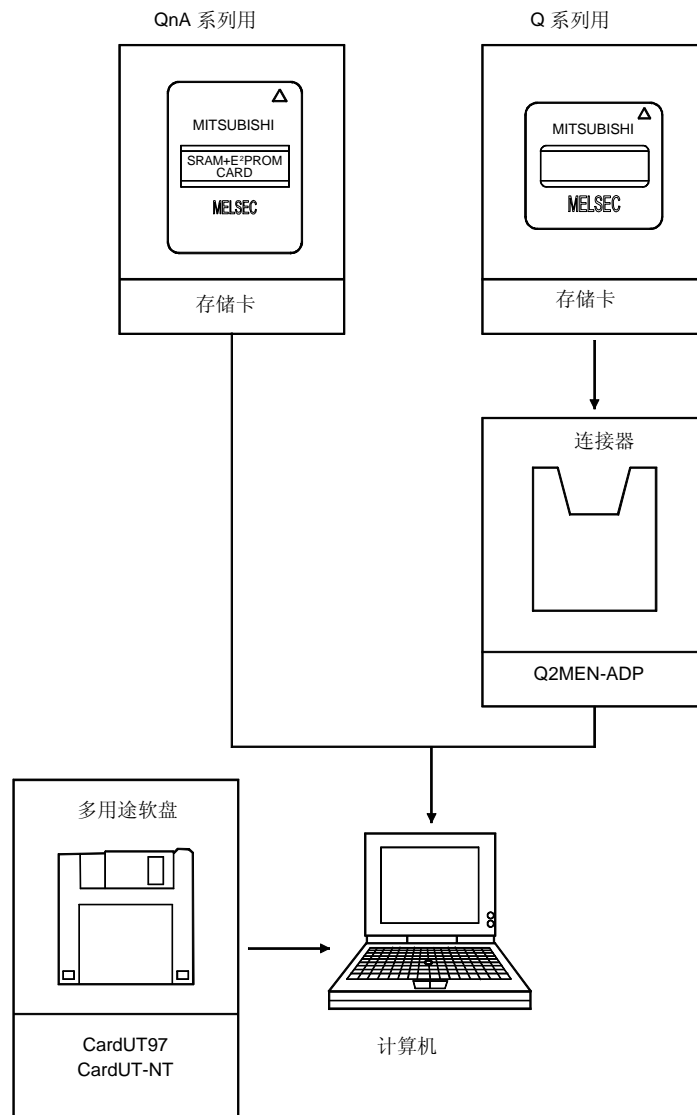 QnA 系列用
Q 系列用
MITSUBISHI
SRAM+E²PROM
CARD
MELSEC
存储卡
MITSUBISHI
MELSEC
存储卡
连接器
Q2MEN-ADP
多用途软盘
CardUT97
CardUT-NT
计算机